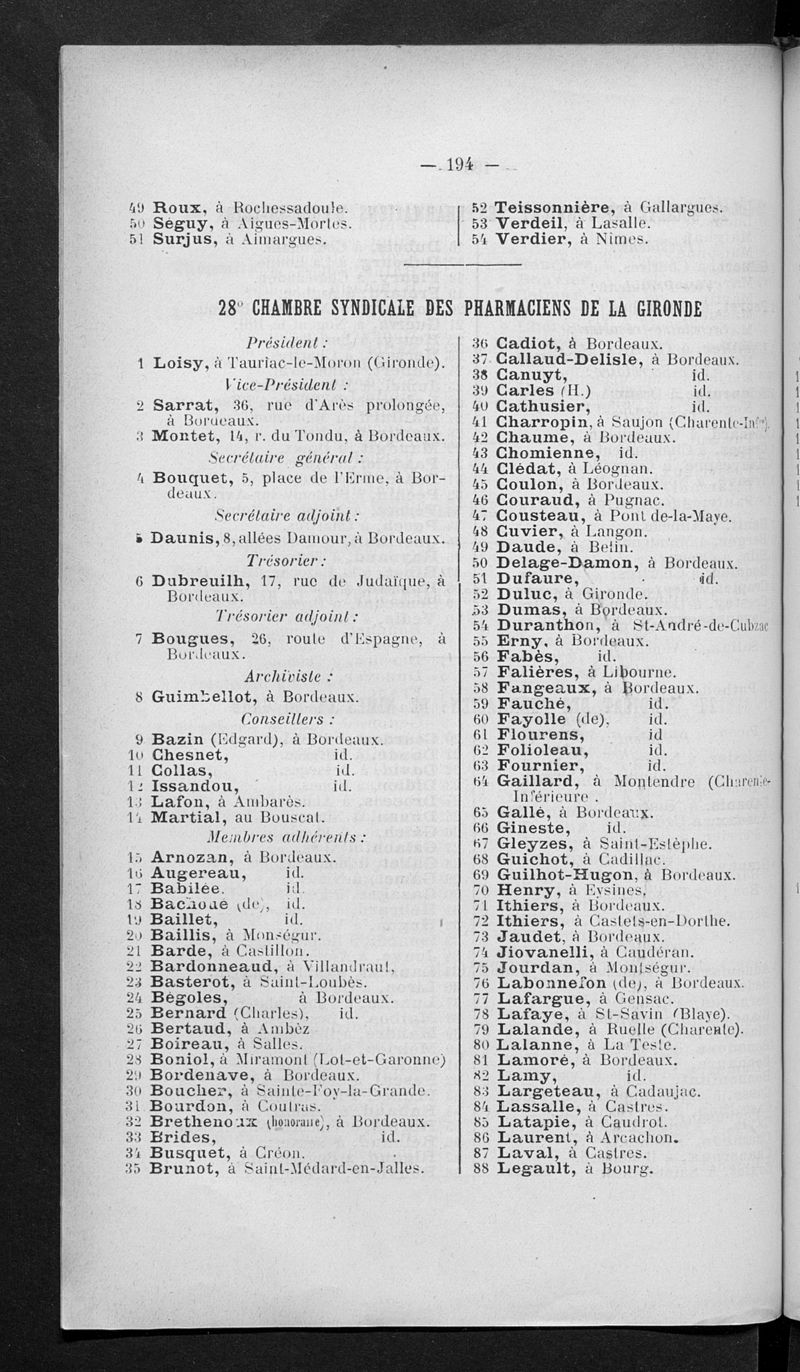 — 194 —
49 Roux, à Rochessadoule.
50 Séguy, à Aigues-Mortes.
51 Surjus, à Aimargues.
52 Teissonnière, à Gallargues.
53 Verdeil, à Lasalle.
54 Verdier, à Nimes.
28° CHAMBRE SYNDICALE DES PHARMACIENS DE LA GIRONDE
Président :
1 Loisy, à Tauriac-le-Moron (Gironde).
Vice-Président :
2 Sarrat, 36, rue d'Arès prolongée,
à Bordeaux.
3 Montet, 14, r. du Tondu, à Bordeaux.
Secrétaire général :
4 Bouquet, 5, place de l'Erme, à Bor-
deaux.
Secrétaire adjoint :
5 Daunis, 8, allées Damour, à Bordeaux.
Trésorier :
6 Dubreuilh, 17, rue de Judaïque, à
Bordeaux.
Trésorier adjoint :
7 Bougues, 26, route d'Espagne, à
Bordeaux.
Archiviste :
8 Guimbellot, à Bordeaux.
Conseillers :
9 Bazin (Edgard), à Bordeaux.
10 Chesnet, id.
11 Collas, id.
12 Issandou, id.
13 Lafon, à Ambarès.
14 Martial, au Bouscat.
Membres adhérents :
15 Arnozan, à Bordeaux.
16 Augereau, id.
17 Babilée. id.
18 Bachoué (de), id.
19 Baillet, id.
20 Baillis, à Monségur.
21 Barde, à Castillon.
22 Bardonneaud, à Villandraut,
23 Basterot, à Saint-Loubès.
24 Bégoles, à Bordeaux.
25 Bernard (Charles), id.
26 Bertaud, à Ambèz
27 Boireau, à Salles.
28 Boniol, à Miramont (Lot-et-Garonne)
29 Bordenave, à Bordeaux.
30 Boucher, à Sainte-Foy-la-Grande.
31 Bourdon, à Coutras.
32 Brethenoux (honoraire), à Bordeaux.
33 Brides, id.
34 Busquet, à Créon.
35 Brunot, à Saint-Médard-en-Jalles.
36 Cadiot, à Bordeaux.
37 Callaud-Delisle, à Bordeaux.
38 Canuyt, id.
39 Carles (H.) id.
40 Cathusier, id.
41 Charropin, à Saujon (Charente-Infre).
42 Chaume, à Bordeaux.
43 Chomienne, id.
44 Clédat, à Léognan.
45 Coulon, à Bordeaux.
46 Couraud, à Pugnac.
47 Cousteau, à Pont de-la-Maye.
48 Cuvier, à Langon.
49 Daude, à Belin.
50 Delage-Damon, à Bordeaux.
51 Dufaure, id.
52 Duluc, à Gironde.
53 Dumas, à Bordeaux.
54 Duranthon, à St-André-de-Cubzac
55 Erny, à Bordeaux.
56 Fabès, id.
57 Falières, à Libourne.
58 Fangeaux, à Bordeaux.
59 Fauché, id.
60 Fayolle (de), id.
61 Flourens, id
62 Folioleau, id.
63 Fournier, id.
64 Gaillard, à Montendre (Charente-
Inférieure .
65 Gallé, à Bordeaux.
66 Gineste, id.
67 Gleyzes, à Saint-Estèphe.
68 Guichot, à Cadillac.
69 Guilhot-Hugon, à Bordeaux.
70 Henry, à Eysines.
71 Ithiers, à Bordeaux.
72 Ithiers, à Castets-en-Dorthe.
73 Jaudet, à Bordeaux.
74 Jiovanelli, à Caudéran.
75 Jourdan, à Montségur.
76 Labonnefon (de), à Bordeaux.
77 Lafargue, à Gensac.
78 Lafaye, à St-Savin (Blaye).
79 Lalande, à Ruelle (Charente).
80 Lalanne, à La Teste.
81 Lamoré, à Bordeaux.
82 Lamy, id.
83 Largeteau, à Cadaujac.
84 Lassalle, à Castres.
85 Latapie, à Caudrot.
86 Laurent, à Arcachon.
87 Laval, à Castres.
88 Legault, à Bourg.